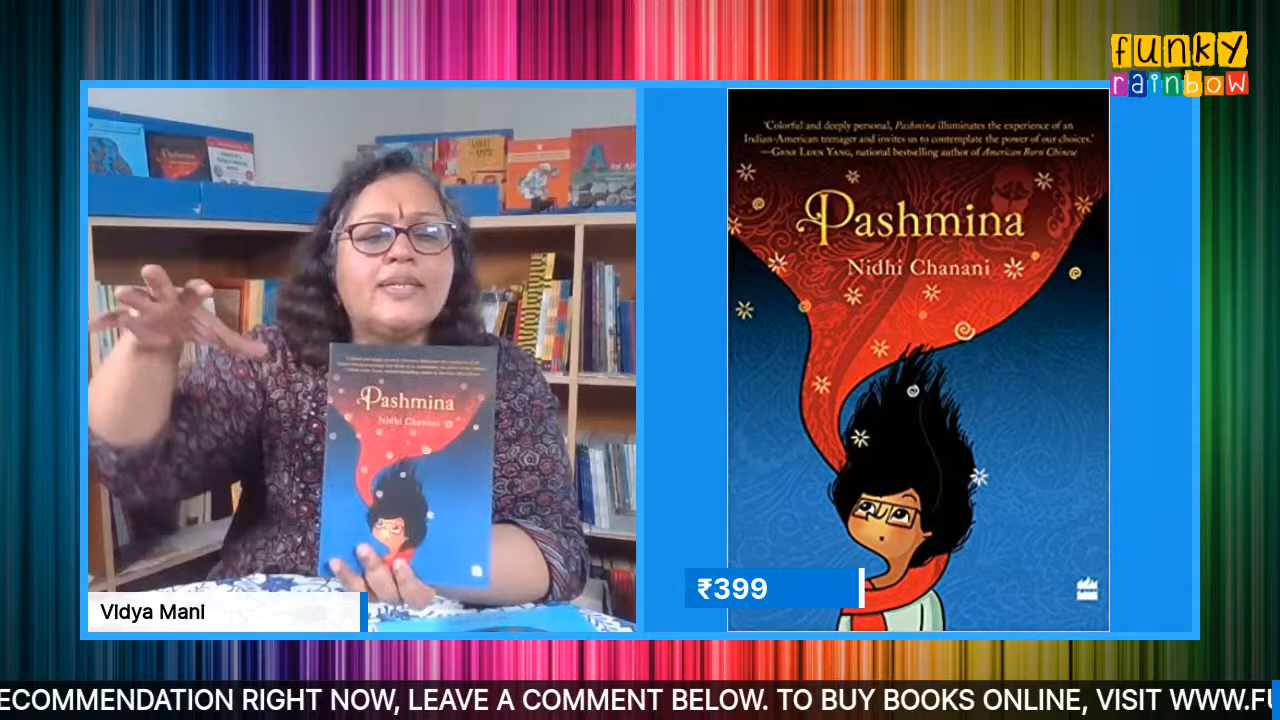 funky
rainbow
'Colorful and deeply personal, Pashmina illuminates the experience of an
Indian-American teenager and invites us to contemplate the power of our choices.'
—GENE LUEN YANG, national bestselling author of American Born Chinese
Pashmina
Nidhi Chanani
Pashmina
Nidhi Chanani
₹399
Vidya Mani
ECOMMENDATION RIGHT NOW, LEAVE A COMMENT BELOW. TO BUY BOOKS ONLINE, VISIT WWW.FU